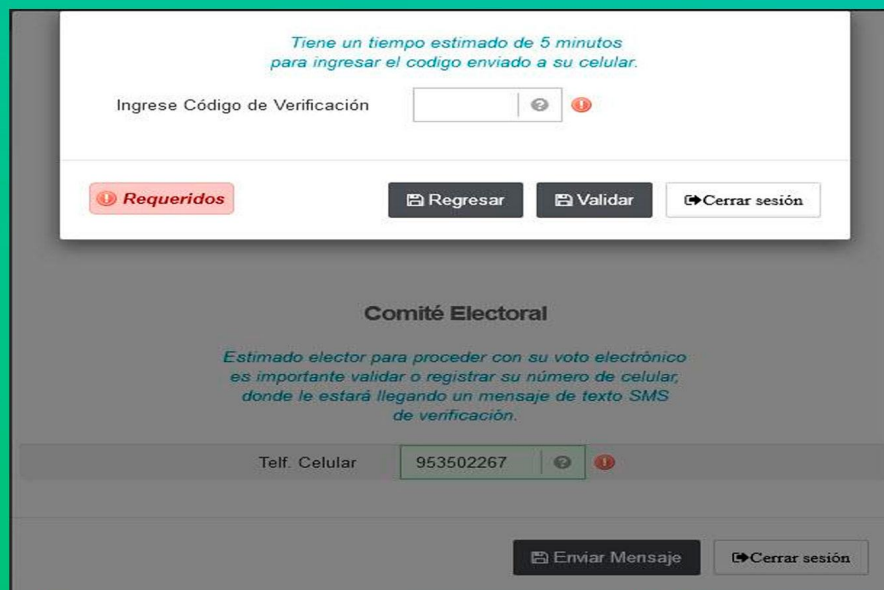 Tiene un tiempo estimado de 5 minutos
para ingresar el codigo enviado a su celular.
Ingrese Código de Verificación
Requeridos
Regresar
Validar
Cerrar sesión
Comité Electoral
Estimado elector para proceder con su voto electrónico
es importante validar o registrar su número de celular,
donde le estará llegando un mensaje de texto SMS
de verificación.
Telf. Celular 953502267
Enviar Mensaje
Cerrar sesión